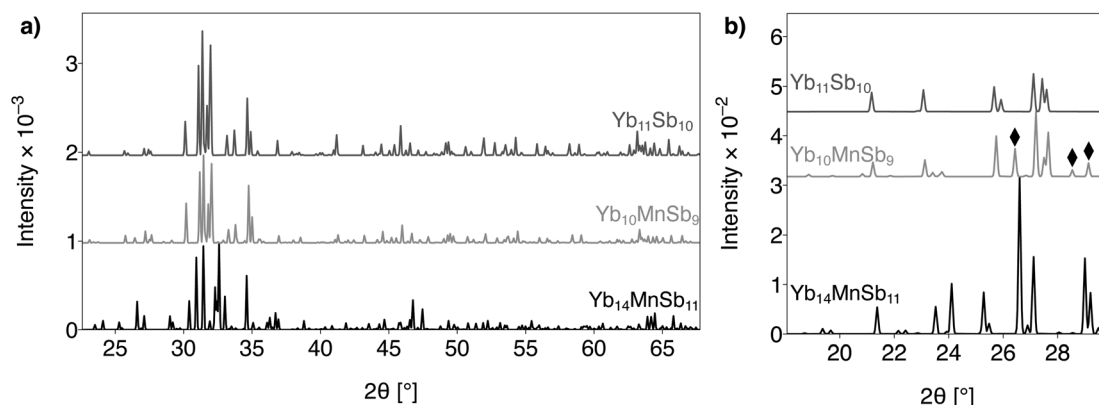 a)
Intensity × 10⁻³
3
2
1
0
Yb₁₁Sb₁₀
Yb₁₀MnSb₉
Yb₁₄MnSb₁₁
25 30 35 40 45 50 55 60 65
2θ [°]
b)
Intensity × 10⁻²
6
5
4
3
2
1
0
Yb₁₁Sb₁₀
Yb₁₀MnSb₉
Yb₁₄MnSb₁₁
20 22 24 26 28
2θ [°]